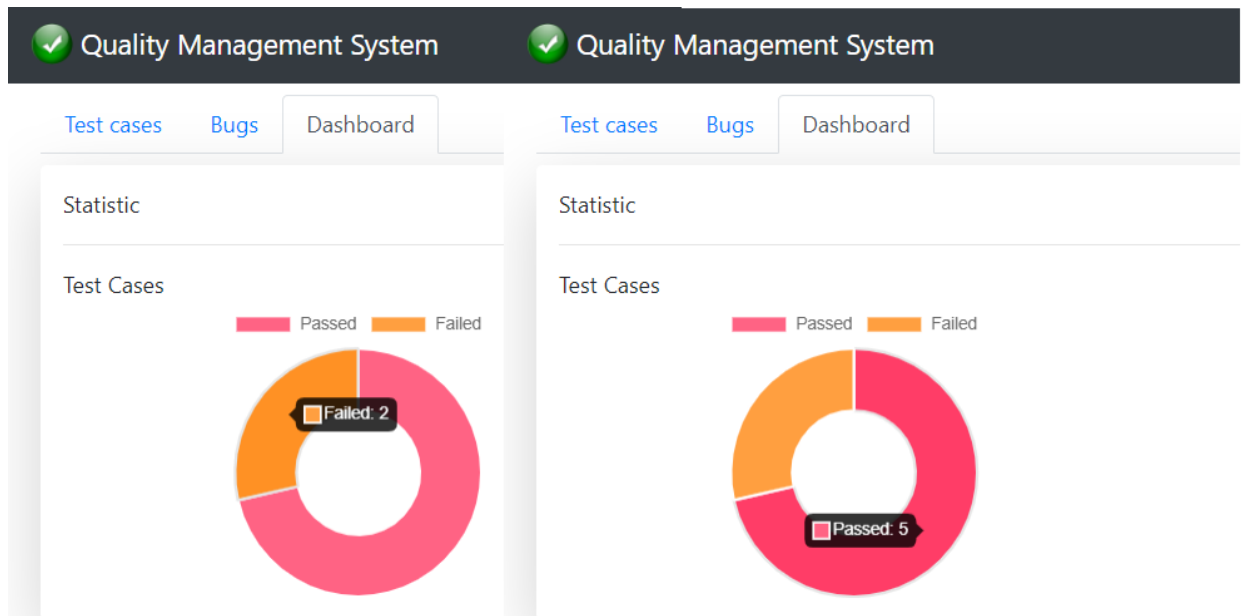 Quality Management System
Test cases Bugs Dashboard
Statistic
Test Cases
Passed Failed
Failed: 2
Quality Management System
Test cases Bugs Dashboard
Statistic
Test Cases
Passed Failed
Passed: 5